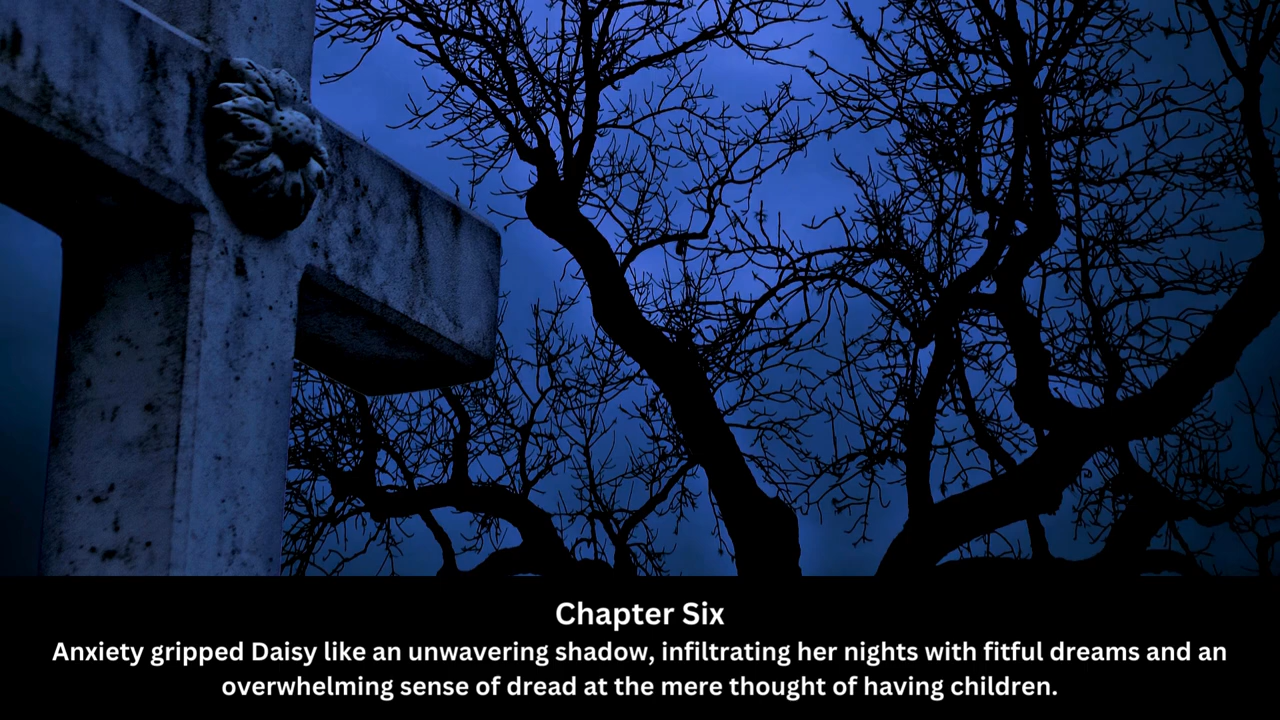 Chapter Six
Anxiety gripped Daisy like an unwavering shadow, infiltrating her nights with fitful dreams and an
overwhelming sense of dread at the mere thought of having children.